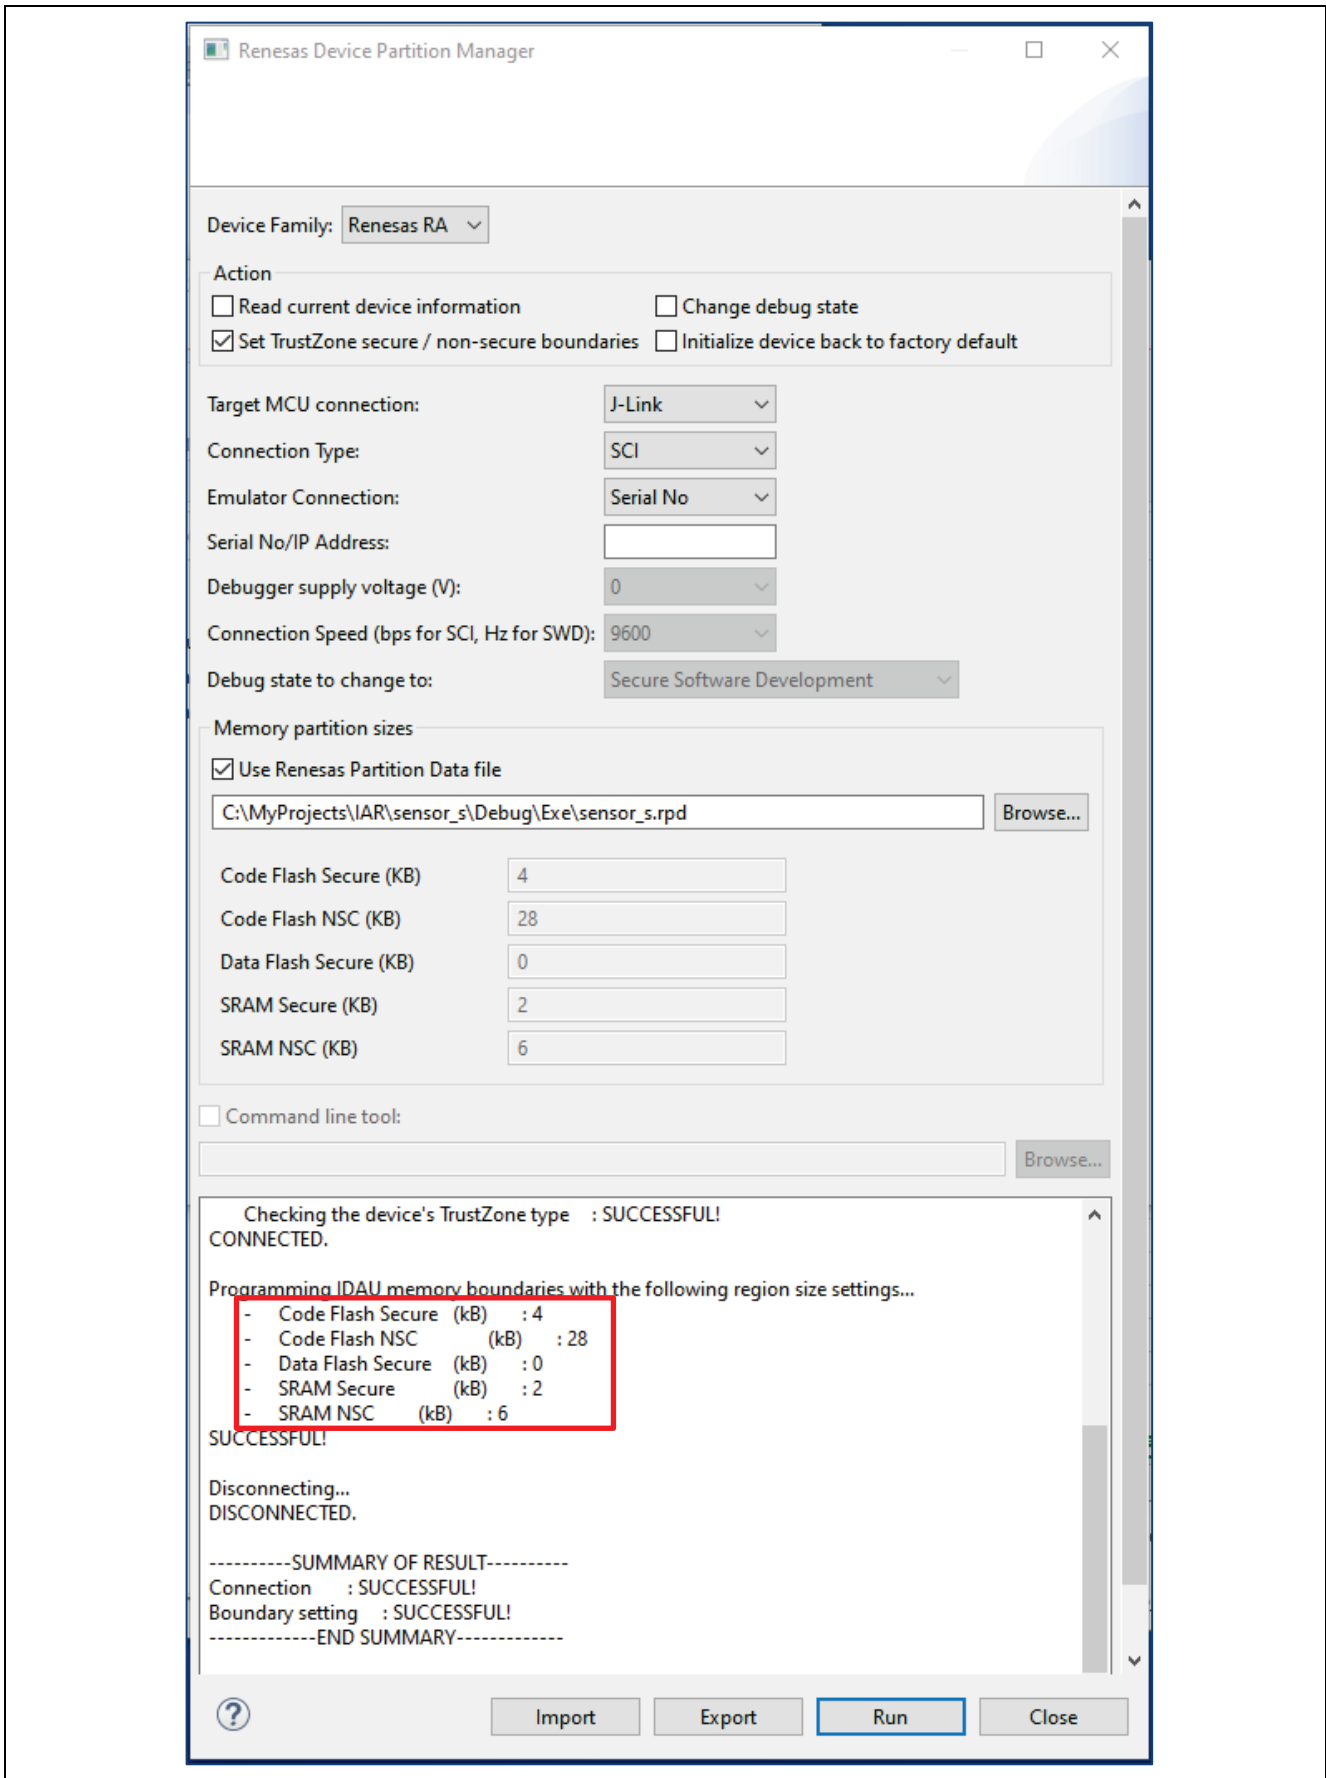 Renesas Device Partition Manager
Device Family: Renesas RA
Action
Read current device information Change debug state
Set TrustZone secure / non-secure boundaries Initialize device back to factory default
Target MCU connection: J-Link
Connection Type: SCI
Emulator Connection: Serial No
Serial No/IP Address:
Debugger supply voltage (V): 0
Connection Speed (bps for SCI, Hz for SWD): 9600
Debug state to change to: Secure Software Development
Memory partition sizes
Use Renesas Partition Data file
C:\MyProjects\IAR\sensor_s\Debug\Exe\sensor_s.rpd Browse...
Code Flash Secure (KB) 4
Code Flash NSC (KB) 28
Data Flash Secure (KB) 0
SRAM Secure (KB) 2
SRAM NSC (KB) 6
Command line tool:
Browse...
Checking the device's TrustZone type : SUCCESSFUL!
CONNECTED.
Programming IDAU memory boundaries with the following region size settings...
- Code Flash Secure (kB) : 4
- Code Flash NSC (kB) : 28
- Data Flash Secure (kB) : 0
- SRAM Secure (kB) : 2
- SRAM NSC (kB) : 6
SUCCESSFUL!
Disconnecting...
DISCONNECTED.
----------SUMMARY OF RESULT----------
Connection : SUCCESSFUL!
Boundary setting : SUCCESSFUL!
-------------END SUMMARY-------------
? Import Export Run Close